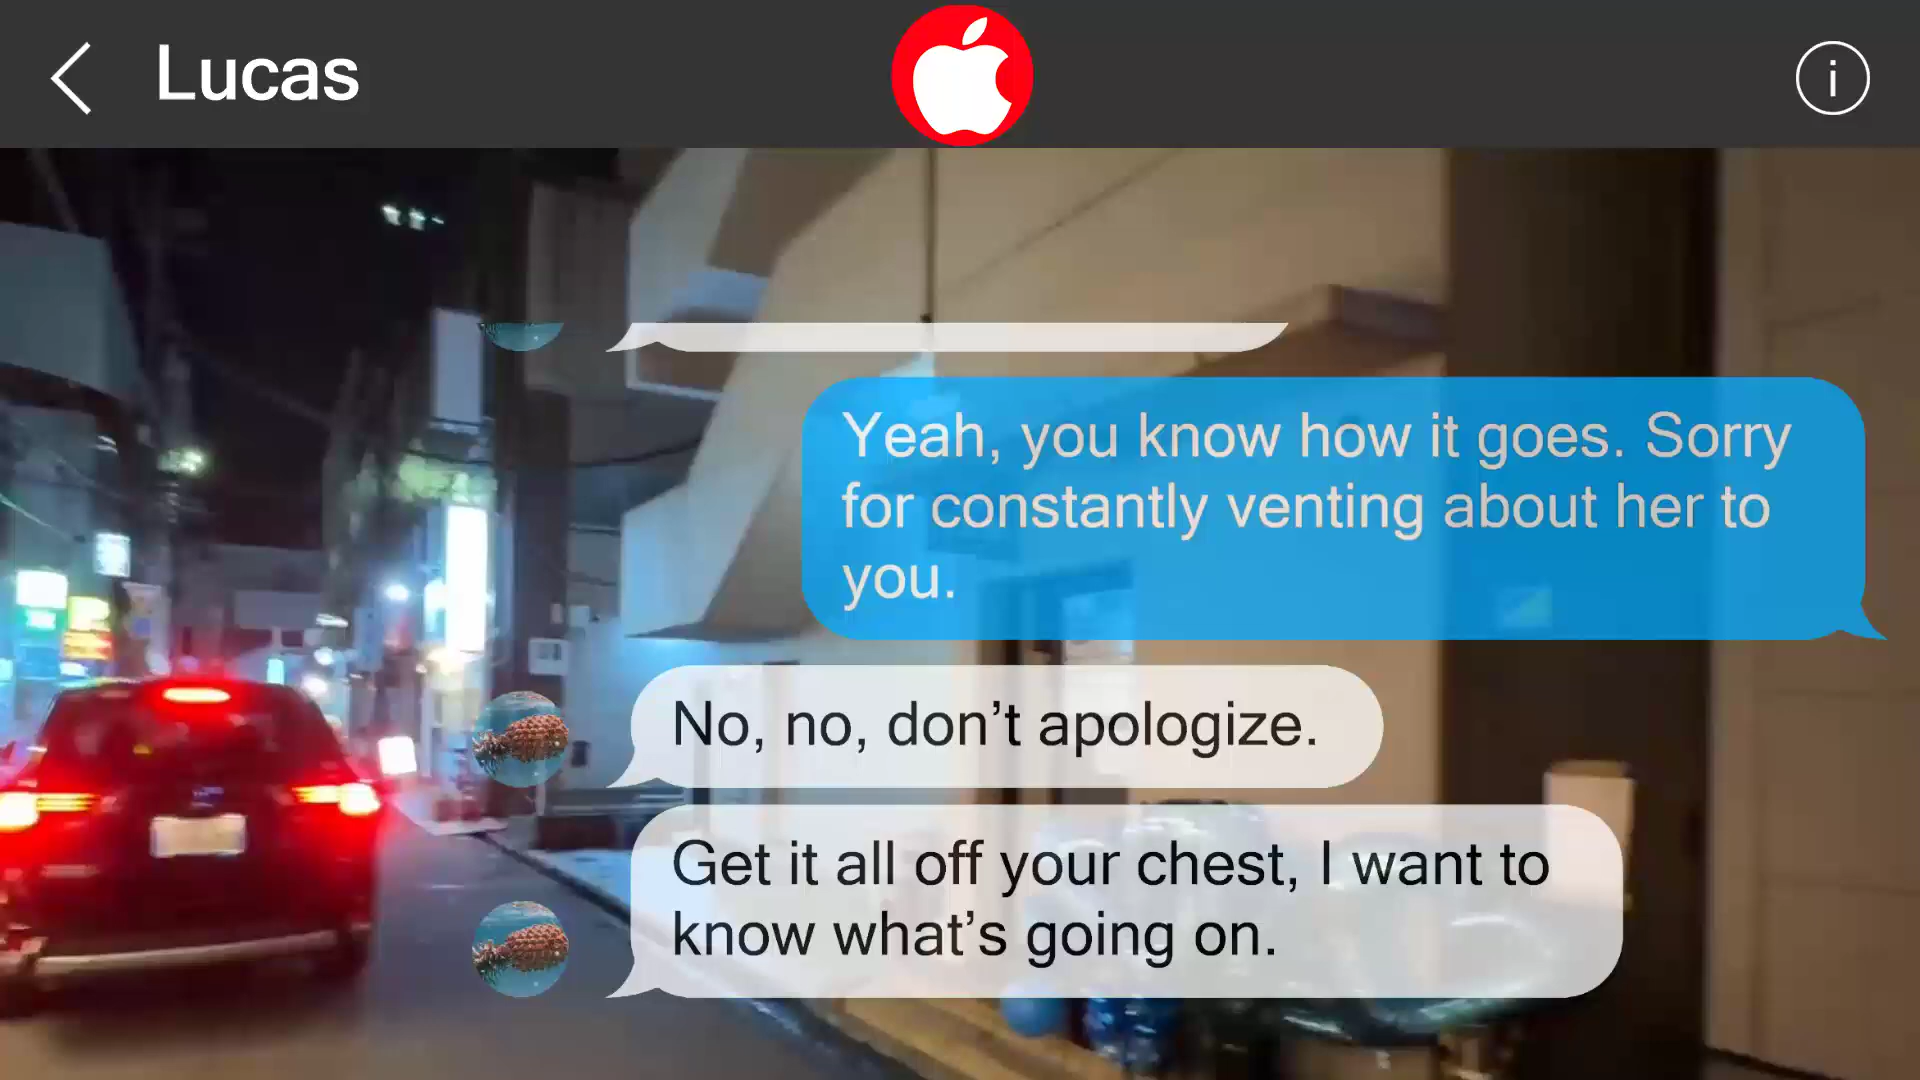 Lucas
Yeah, you know how it goes. Sorry
for constantly venting about her to
you.
No, no, don’t apologize.
Get it all off your chest, I want to
know what’s going on.